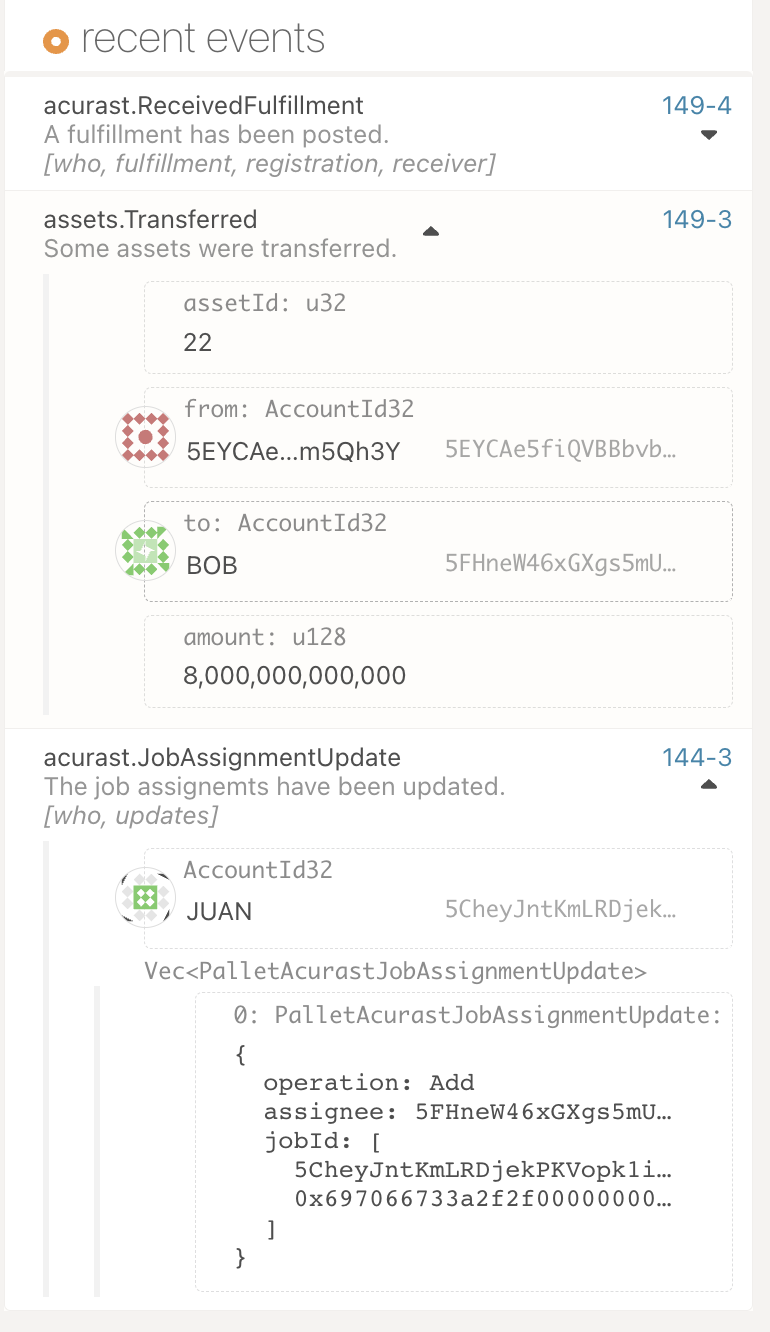 recent events
acurast.ReceivedFulfillment 149-4
A fulfillment has been posted.
[who, fulfillment, registration, receiver]
assets.Transferred 149-3
Some assets were transferred.
assetId: u32
22
from: AccountId32
5EYCAe...m5Qh3Y 5EYCAe5fiQVBBbvb…
to: AccountId32
BOB 5FHneW46xGXgs5mU…
amount: u128
8,000,000,000,000
acurast.JobAssignmentUpdate 144-3
The job assignemts have been updated.
[who, updates]
AccountId32
JUAN 5CheyJntKmLRDjek…
Vec<PalletAcurastJobAssignmentUpdate>
0: PalletAcurastJobAssignmentUpdate:
{
operation: Add
assignee: 5FHneW46xGXgs5mU…
jobId: [
5CheyJntKmLRDjekPKVopk1i…
0x697066733a2f2f00000000…
]
}